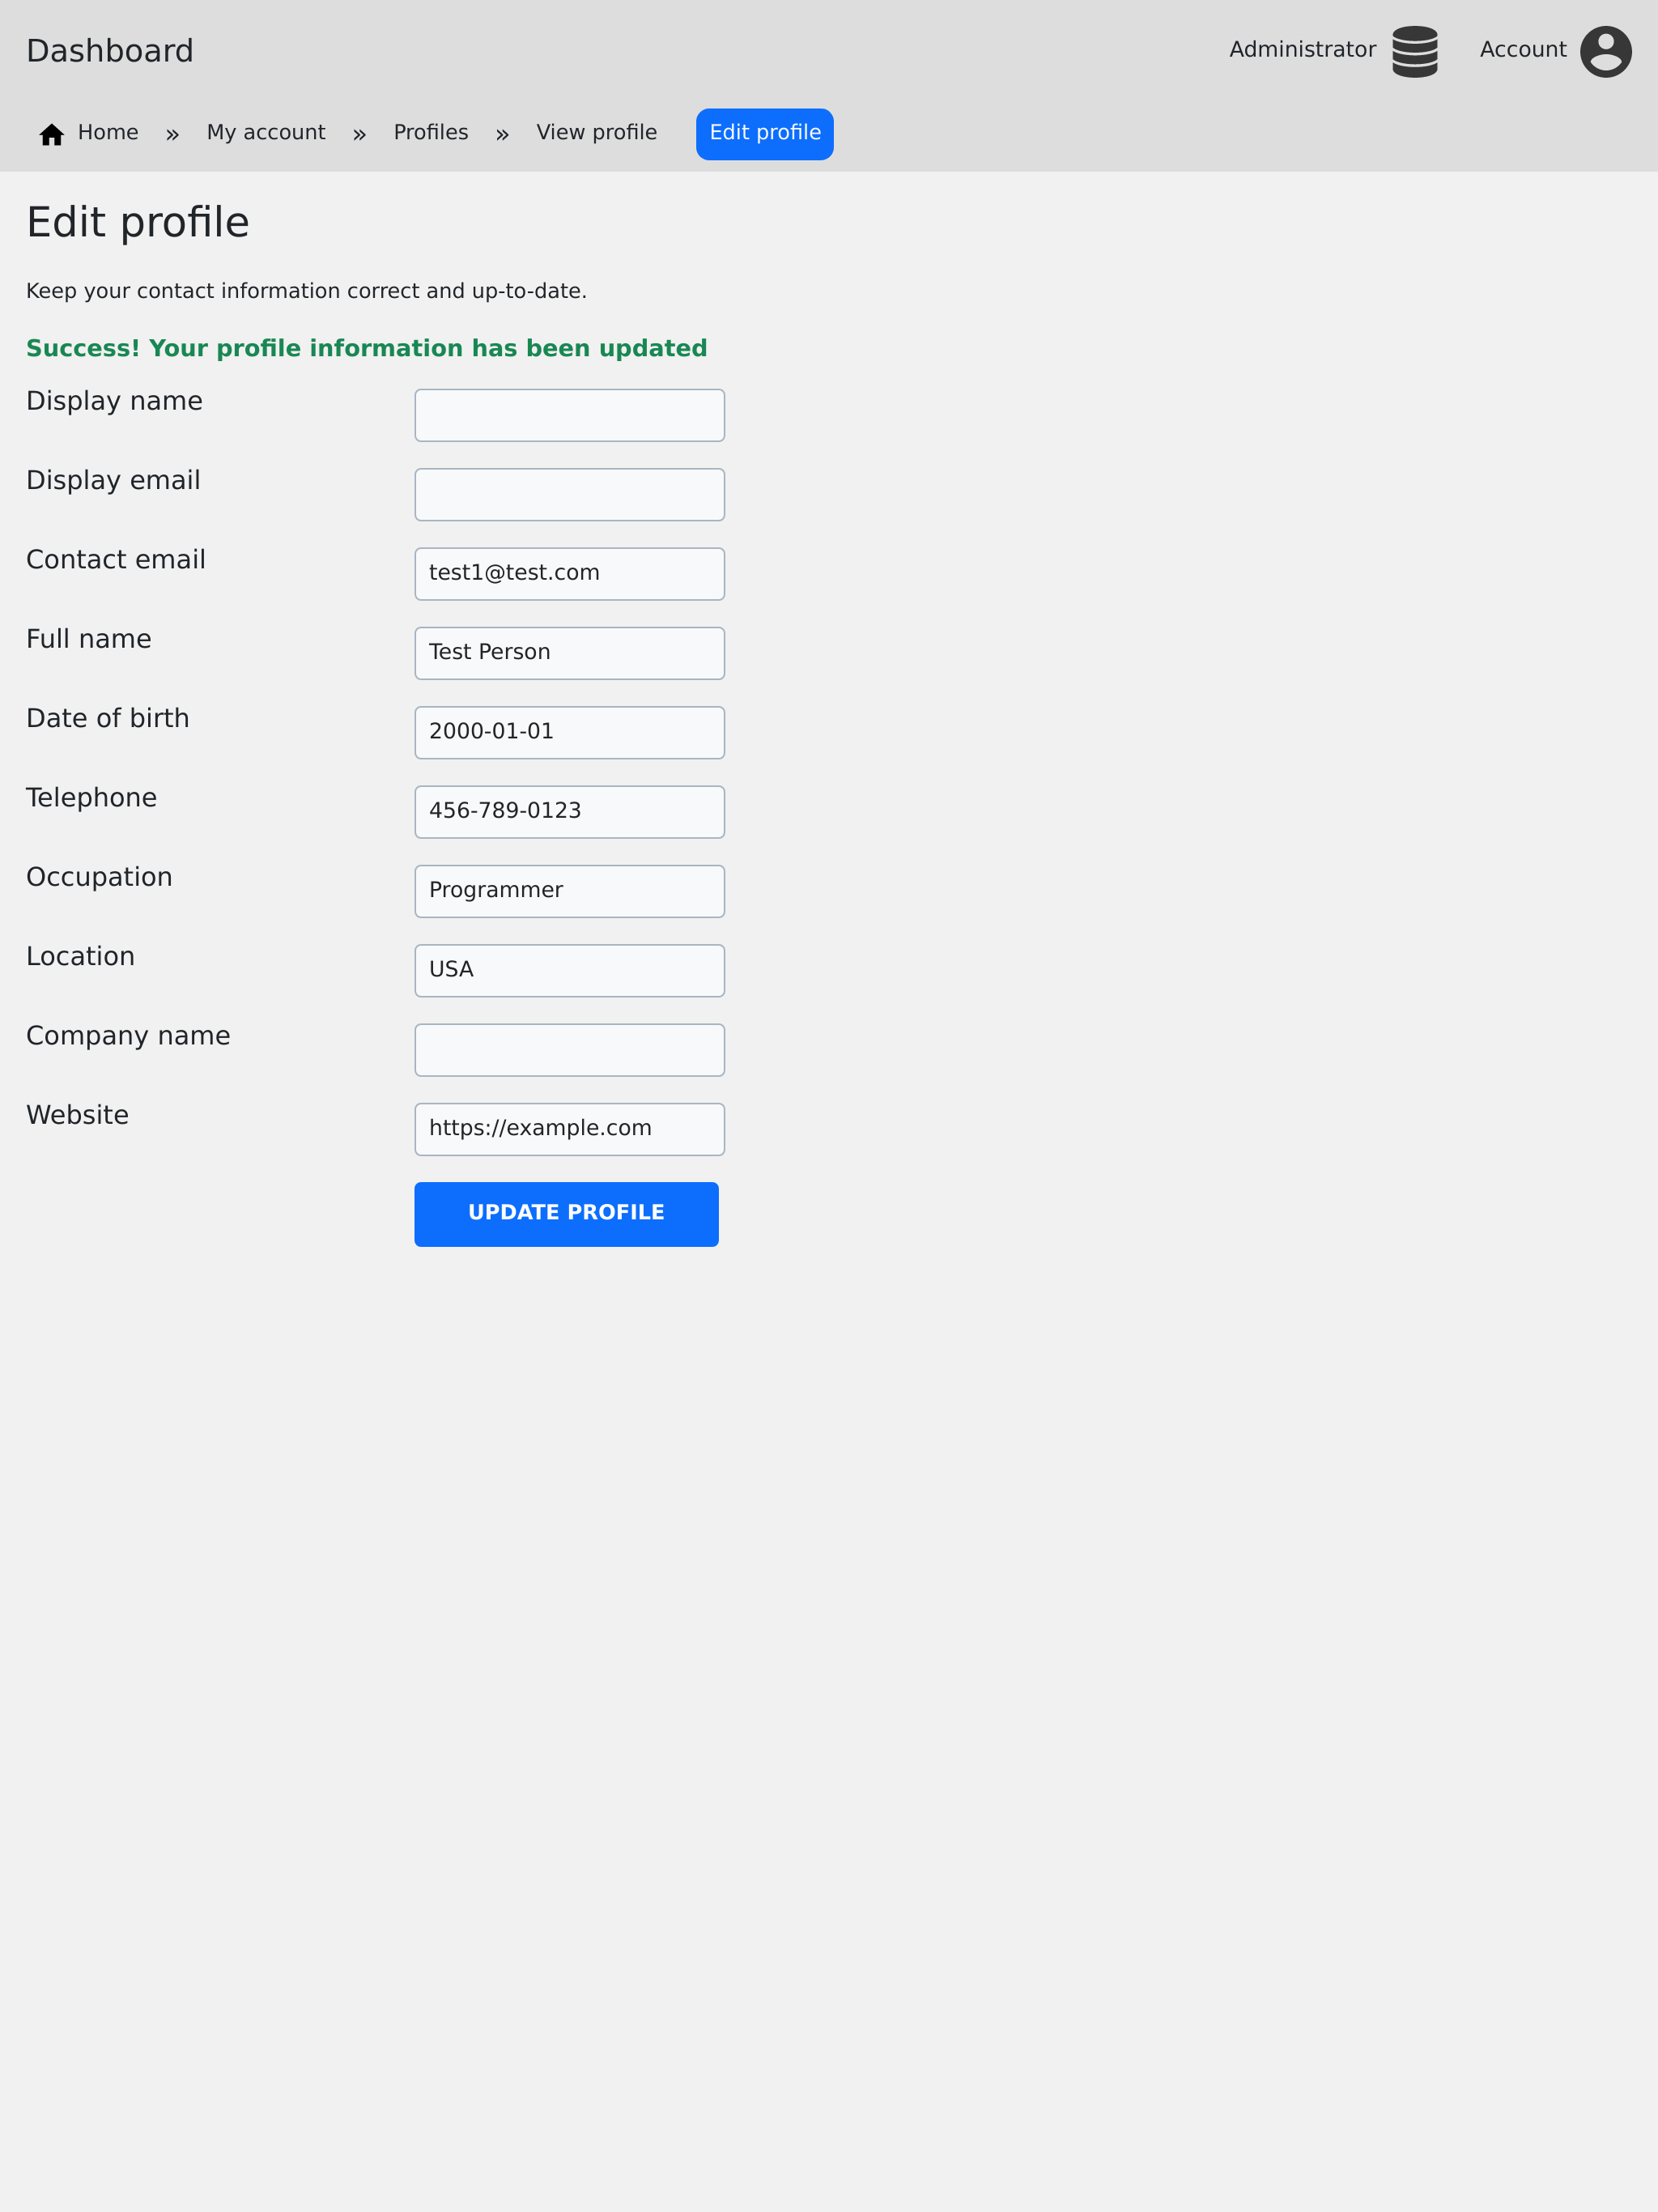 Dashboard
Administrator
Account
Home » My account » Profiles » View profile Edit profile
Edit profile
Keep your contact information correct and up-to-date.
Success! Your profile information has been updated
Display name
Display email
Contact email test1@test.com
Full name Test Person
Date of birth 2000-01-01
Telephone 456-789-0123
Occupation Programmer
Location USA
Company name
Website https://example.com
UPDATE PROFILE